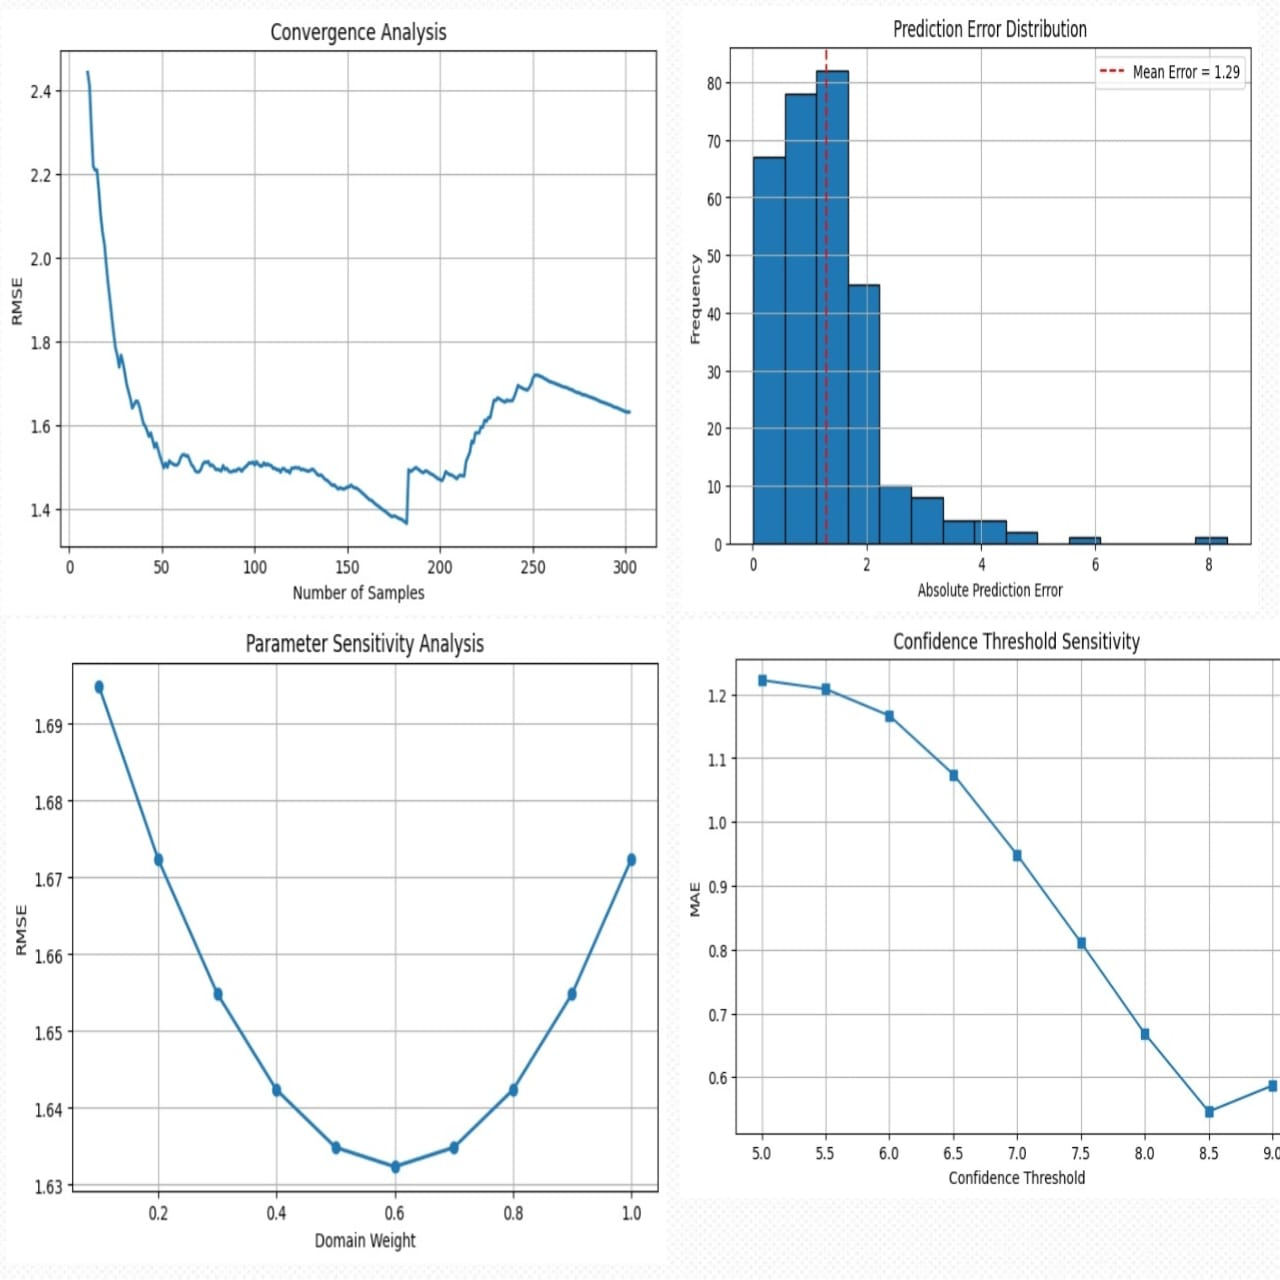 Convergence Analysis
RMSE
2.4
2.2
2.0
1.8
1.6
1.4
0 50 100 150 200 250 300
Number of Samples
Prediction Error Distribution
Mean Error = 1.29
Frequency
80
70
60
50
40
30
20
10
0
0 2 4 6 8
Absolute Prediction Error
Parameter Sensitivity Analysis
RMSE
1.69
1.68
1.67
1.66
1.65
1.64
1.63
0.2 0.4 0.6 0.8 1.0
Domain Weight
Confidence Threshold Sensitivity
MAE
1.2
1.1
1.0
0.9
0.8
0.7
0.6
5.0 5.5 6.0 6.5 7.0 7.5 8.0 8.5 9.0
Confidence Threshold